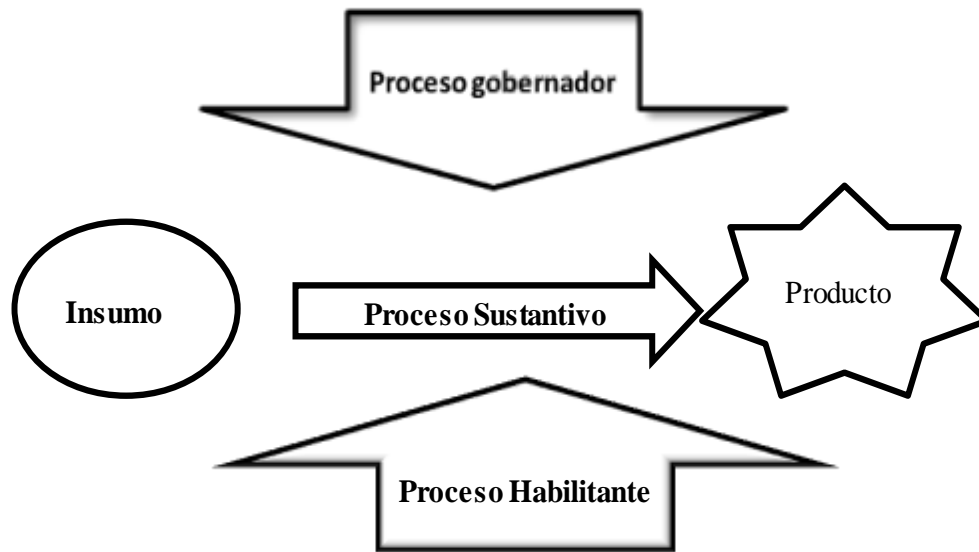 Proceso gobernador
Insumo
Proceso Sustantivo
Producto
Proceso Habilitante